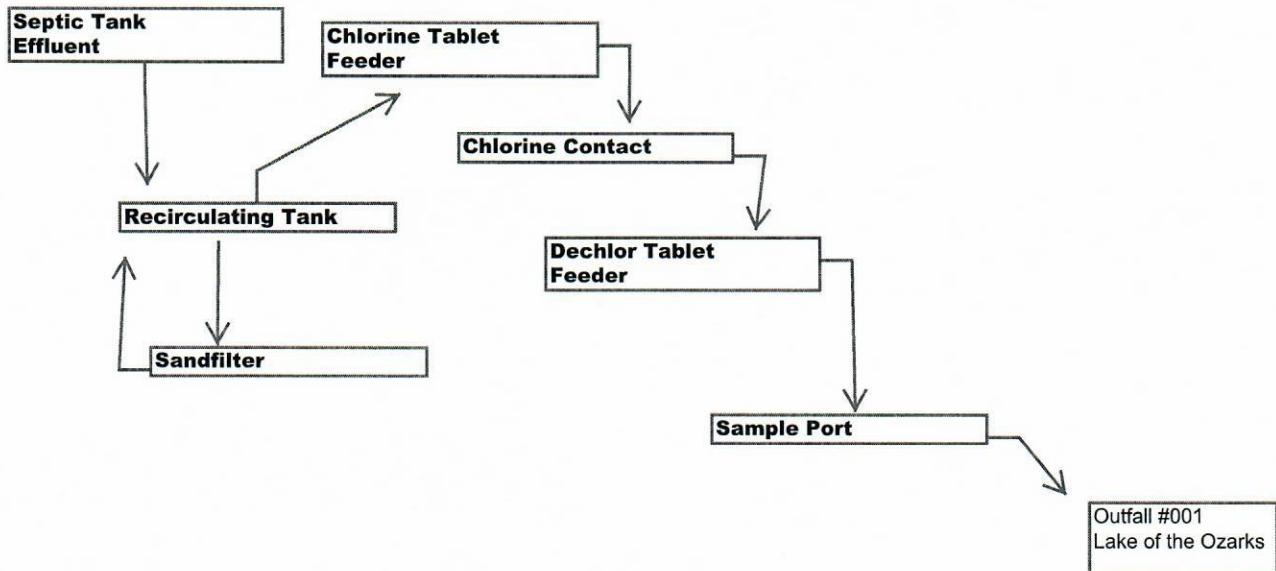 Septic Tank
Effluent
Chlorine Tablet
Feeder
Chlorine Contact
Recirculating Tank
Dechlor Tablet
Feeder
Sandfilter
Sample Port
Outfall #001
Lake of the Ozarks